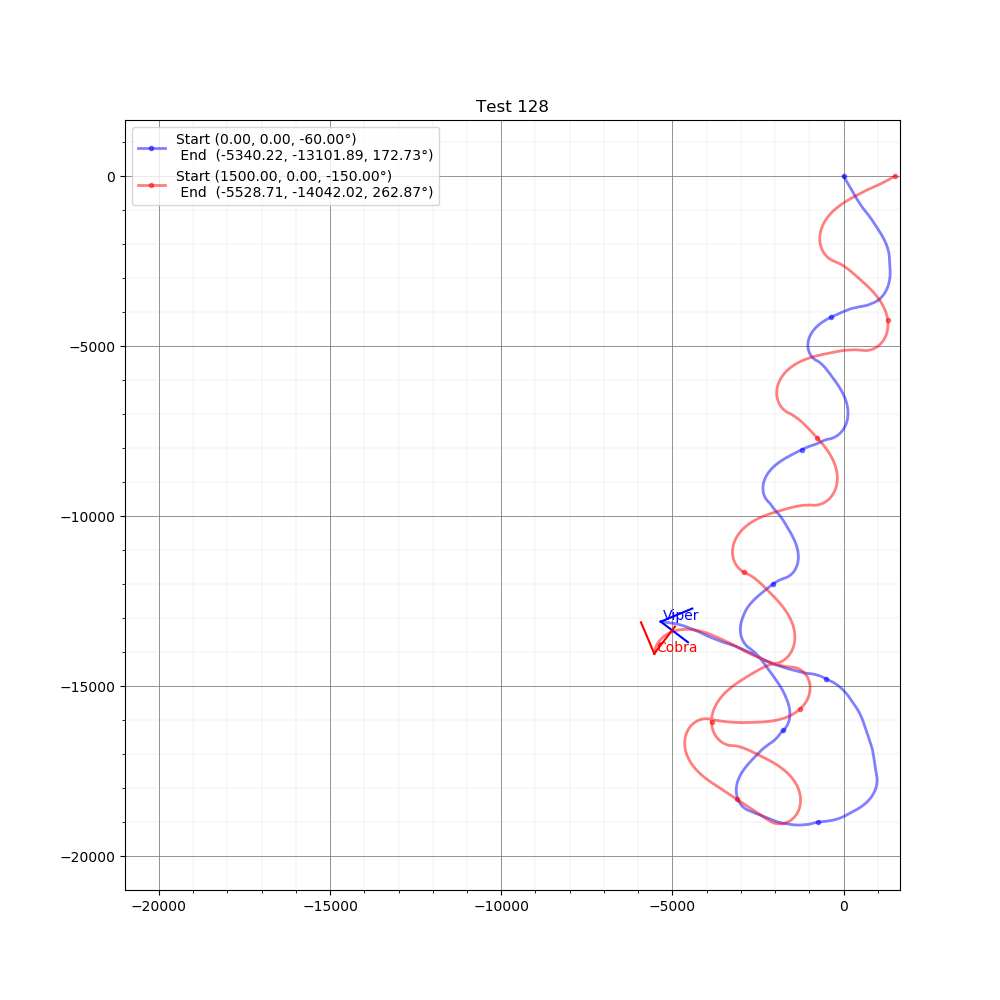 Test 128
Start (0.00, 0.00, -60.00°)
End (-5340.22, -13101.89, 172.73°)
Start (1500.00, 0.00, -150.00°)
End (-5528.71, -14042.02, 262.87°)
0
−5000
−10000
−15000
−20000
Viper
Cobra
−20000 −15000 −10000 −5000 0